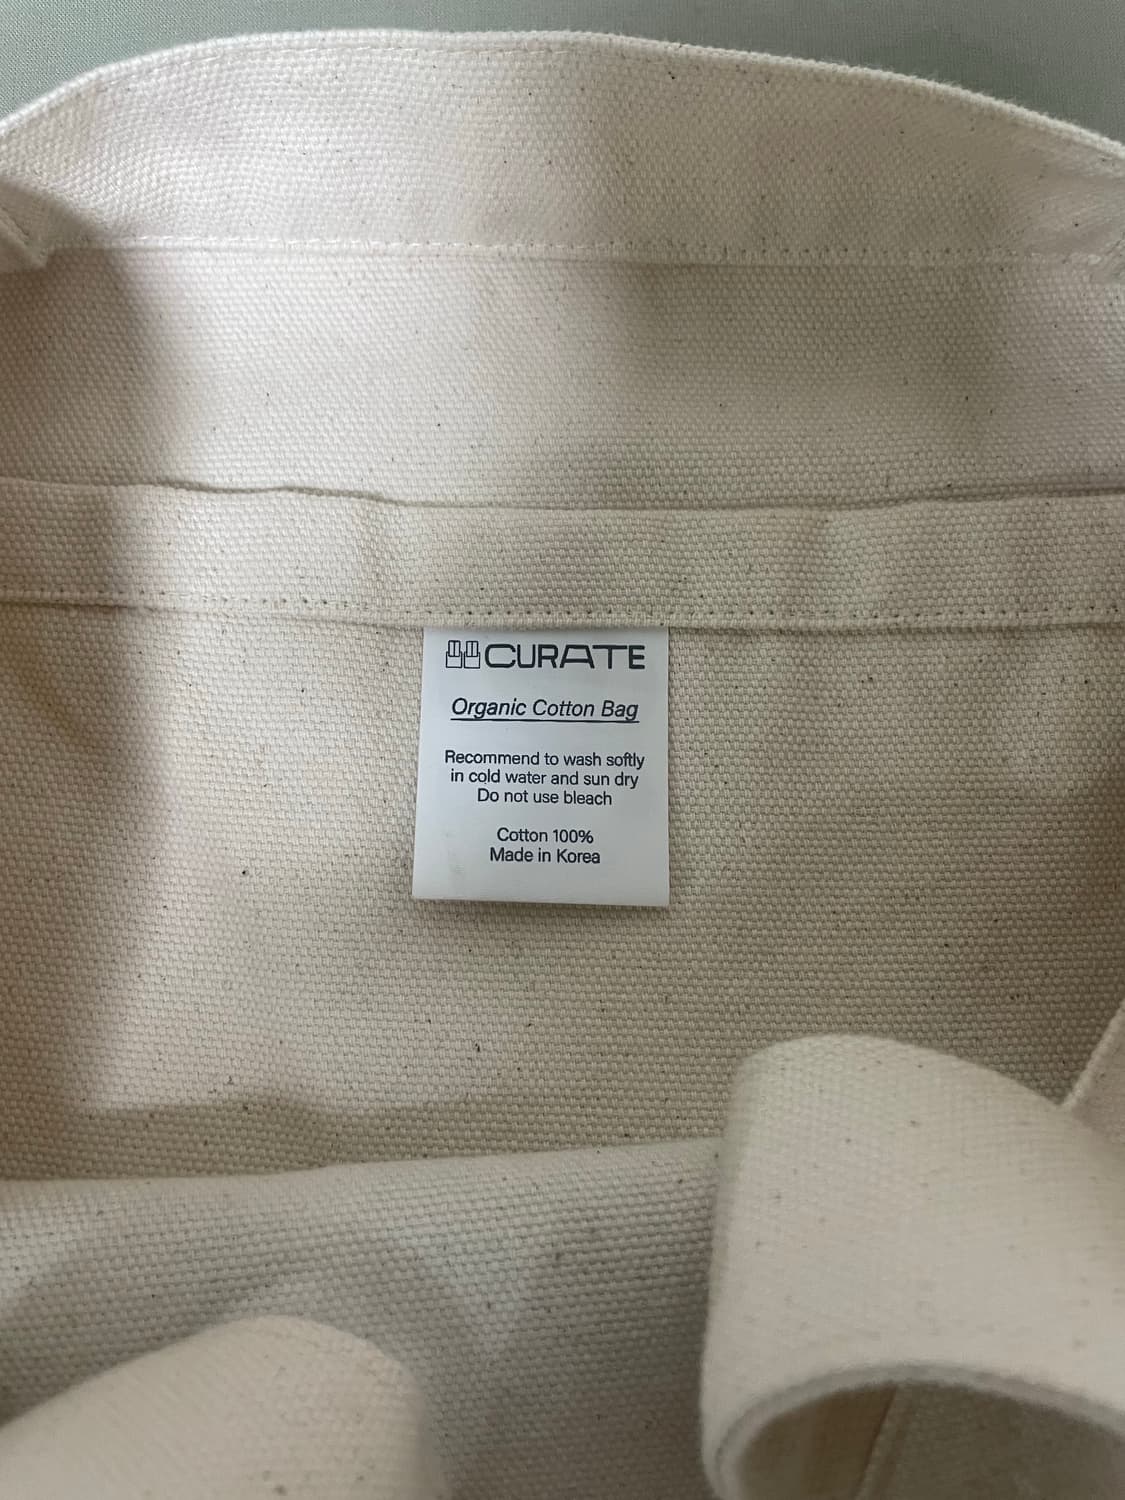 CURATE
Organic Cotton Bag
Recommend to wash softly
in cold water and sun dry
Do not use bleach
Cotton 100%
Made in Korea